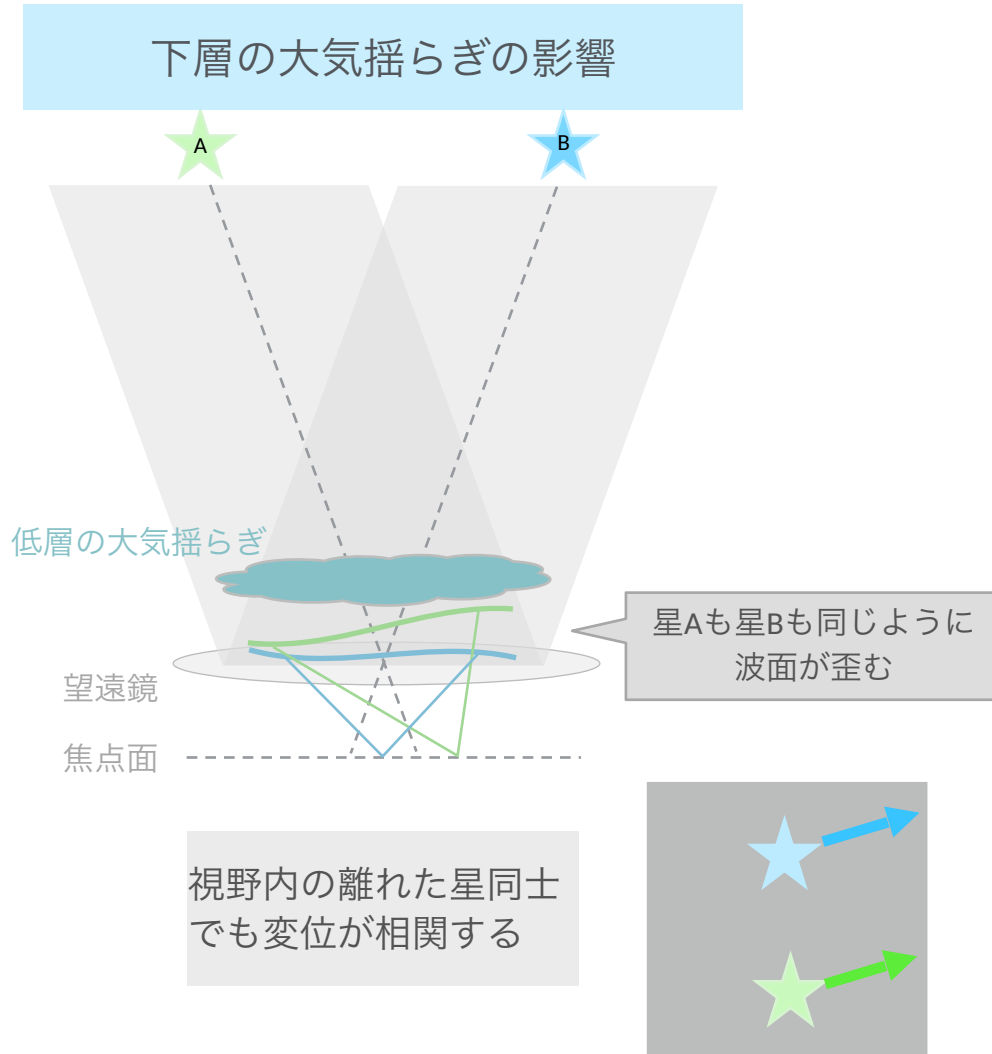 下層の大気揺らぎの影響
A
B
低層の大気揺らぎ
星Aも星Bも同じように
波面が歪む
望遠鏡
焦点面
視野内の離れた星同士
でも変位が相関する